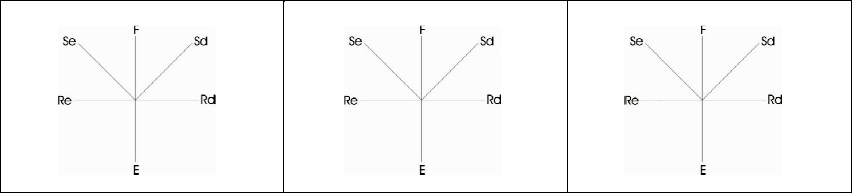 F F F
Se Sd Se Sd Se Sd
Re Rd Re Rd Re Rd
E E E